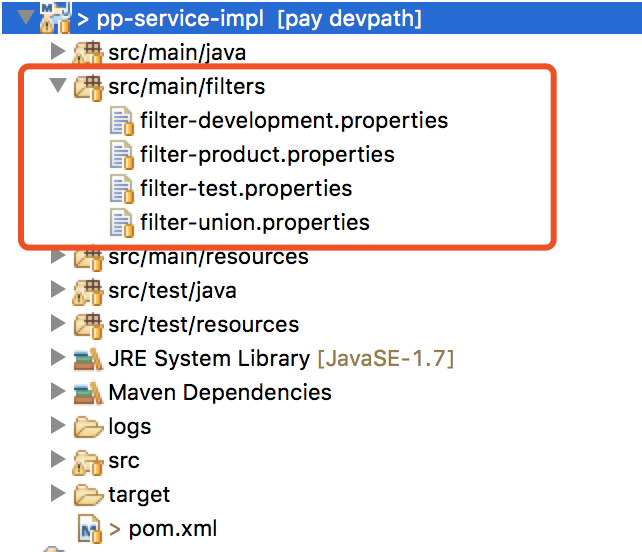 > pp-service-impl [pay devpath]
src/main/java
src/main/filters
filter-development.properties
filter-product.properties
filter-test.properties
filter-union.properties
src/main/resources
src/test/java
src/test/resources
JRE System Library [JavaSE-1.7]
Maven Dependencies
logs
src
target
> pom.xml